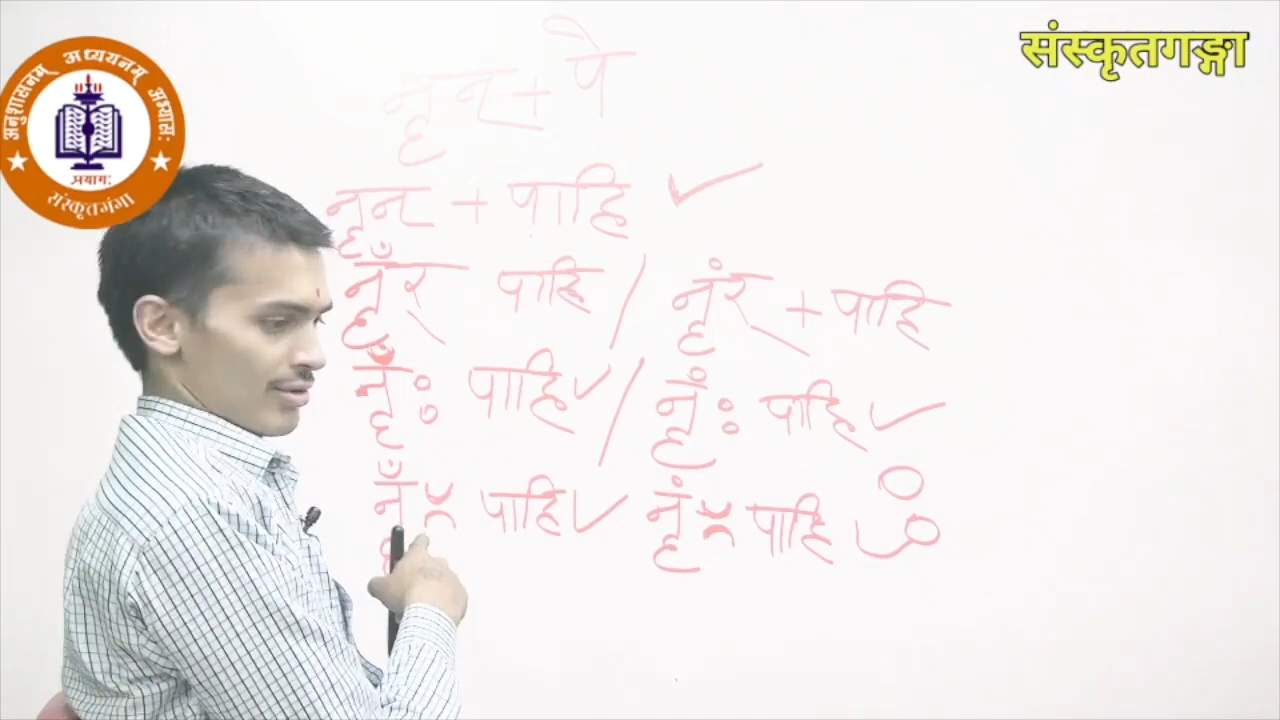 संस्कृतगङ्गा
अनुशासनम् अध्ययनम् अभ्यासः
प्रयागः
संस्कृतगंगा
नॄन् + पे
नॄन् + पाहि ✓
नॄँर् पाहि / नॄंर् + पाहि
नॄँः पाहि ✓ / नॄंः पाहि ✓
नॄँ ᳵ पाहि ✓ नॄं ᳵ पाहि